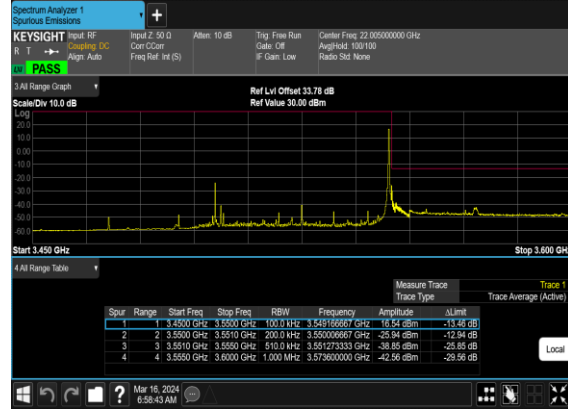 Spectrum Analyzer 1
Spurious Emissions
+
KEYSIGHT Input: RF Input Z: 50 Ω Atten: 10 dB Trig: Free Run Center Freq: 22.005000000 GHz
R T Coupling: DC Corr CCorr Gate: Off Avg|Hold: 100/100
Align: Auto Freq Ref: Int (S) IF Gain: Low Radio Std: None
PASS
3 All Range Graph
Ref Lvl Offset 33.78 dB
Scale/Div 10.0 dB Ref Value 30.00 dBm
Log
20.0
10.0
0.00
-10.0
-20.0
-30.0
-40.0
-50.0
-60.0
Start 3.450 GHz Stop 3.600 GHz
4 All Range Table
Measure Trace Trace 1
Trace Type Trace Average (Active)
Spur Range Start Freq Stop Freq RBW Frequency Amplitude ΔLimit
1 1 3.4500 GHz 3.5500 GHz 100.0 kHz 3.549166667 GHz 16.54 dBm -13.46 dB
2 2 3.5500 GHz 3.5510 GHz 200.0 kHz 3.550006667 GHz -25.94 dBm -12.94 dB
3 3 3.5510 GHz 3.5550 GHz 510.0 kHz 3.551273333 GHz -38.85 dBm -25.85 dB
4 4 3.5550 GHz 3.6000 GHz 1.000 MHz 3.573600000 GHz -42.56 dBm -29.56 dB
Local
? Mar 16, 2024
6:58:43 AM